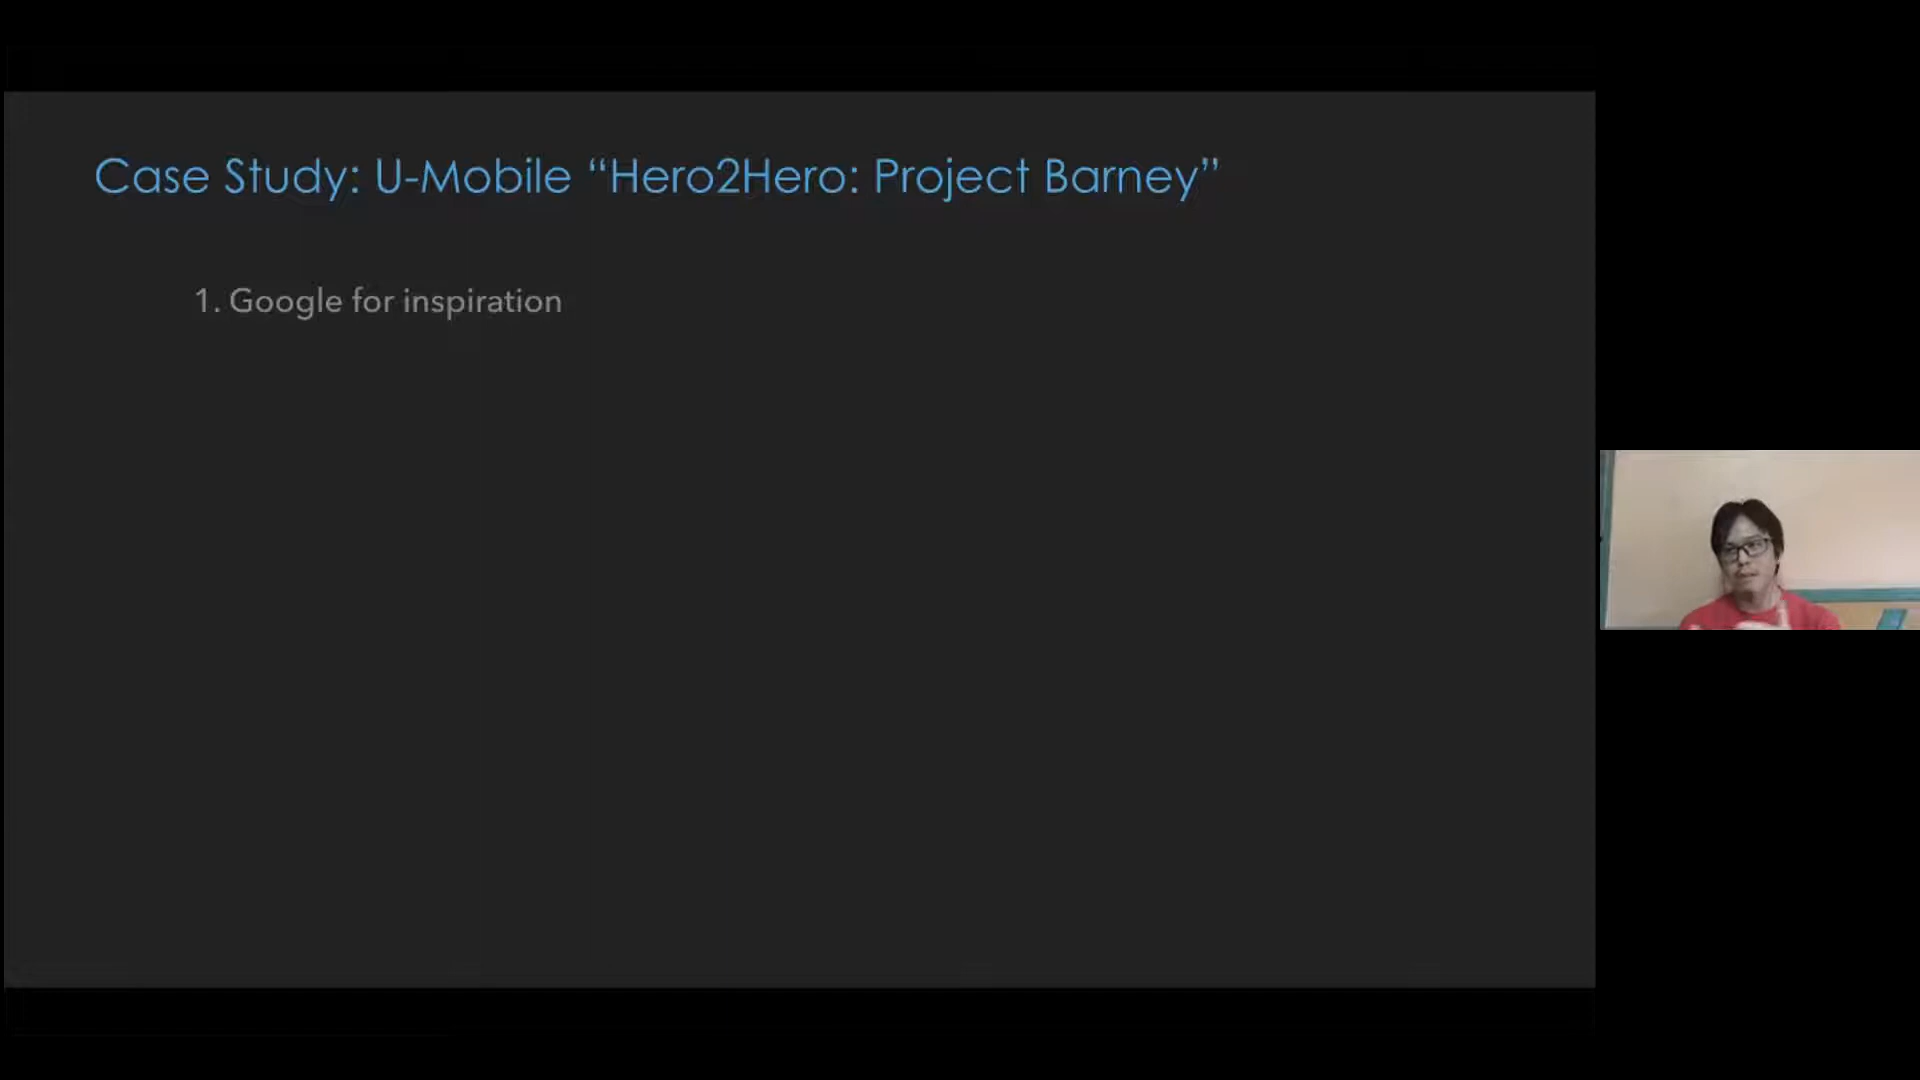 Case Study: U-Mobile “Hero2Hero: Project Barney”
1. Google for inspiration